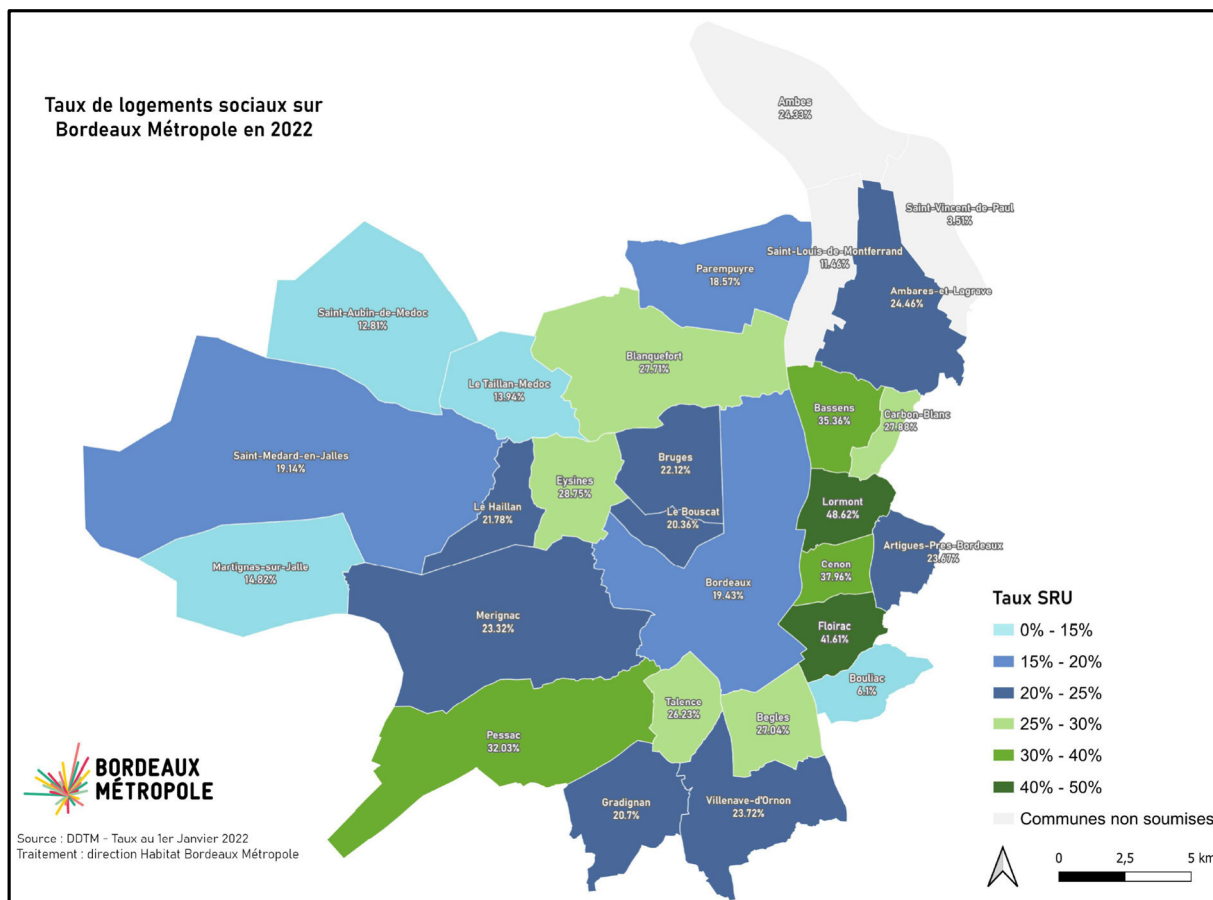 Taux de logements sociaux sur
Bordeaux Métropole en 2022
Ambes
24.33%
Saint-Vincent-de-Paul
3.51%
Saint-Louis-de-Montferrand
11.46%
Parempuyre
18.57%
Ambares-et-Lagrave
24.46%
Saint-Aubin-de-Medoc
12.81%
Blanquefort
27.71%
Le Taillan-Medoc
13.94%
Bassens
35.36%
Carbon-Blanc
27.88%
Saint-Medard-en-Jalles
19.14%
Bruges
22.12%
Eysines
28.75%
Le Haillan
21.78%
Le Bouscat
20.36%
Lormont
48.62%
Artigues-Pres-Bordeaux
23.67%
Martignas-sur-Jalle
14.82%
Cenon
37.96%
Bordeaux
19.43%
Merignac
23.32%
Floirac
41.61%
Bouliac
6.1%
Talence
26.23%
Begles
27.04%
Pessac
32.03%
Gradignan
20.7%
Villenave-d'Ornon
23.72%
Taux SRU
0% - 15%
15% - 20%
20% - 25%
25% - 30%
30% - 40%
40% - 50%
Communes non soumises
0 2,5 5 km
BORDEAUX
MÉTROPOLE
Source : DDTM - Taux au 1er Janvier 2022
Traitement : direction Habitat Bordeaux Métropole